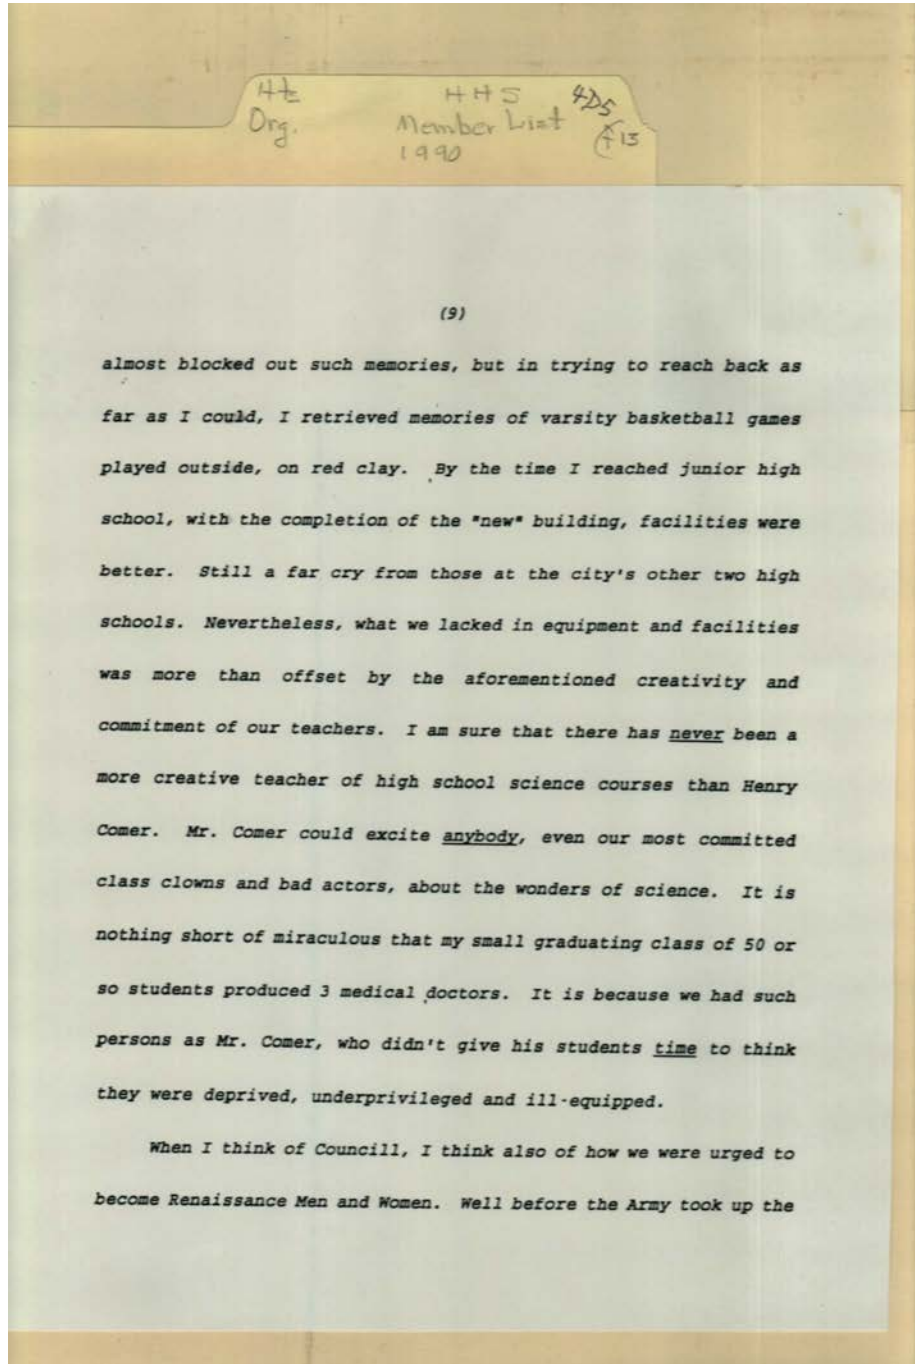 Htz HHS 4D5
Org. Member List F13
1990
(9)
almost blocked out such memories, but in trying to reach back as
far as I could, I retrieved memories of varsity basketball games
played outside, on red clay. By the time I reached junior high
school, with the completion of the "new" building, facilities were
better. Still a far cry from those at the city's other two high
schools. Nevertheless, what we lacked in equipment and facilities
was more than offset by the aforementioned creativity and
commitment of our teachers. I am sure that there has never been a
more creative teacher of high school science courses than Henry
Comer. Mr. Comer could excite anybody, even our most committed
class clowns and bad actors, about the wonders of science. It is
nothing short of miraculous that my small graduating class of 50 or
so students produced 3 medical doctors. It is because we had such
persons as Mr. Comer, who didn't give his students time to think
they were deprived, underprivileged and ill-equipped.
When I think of Councill, I think also of how we were urged to
become Renaissance Men and Women. Well before the Army took up the